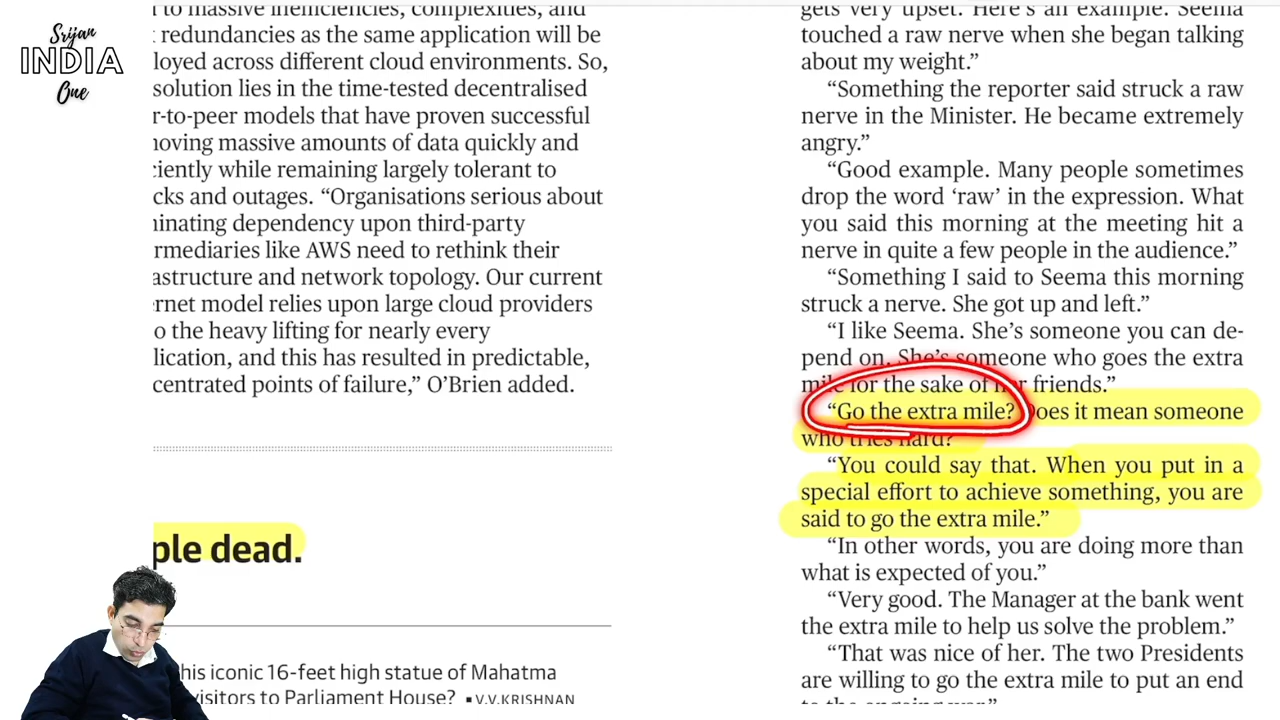 Srijan
INDIA
One
to massive inefficiencies, complexities, and
redundancies as the same application will be
loyed across different cloud environments. So,
solution lies in the time-tested decentralised
r-to-peer models that have proven successful
moving massive amounts of data quickly and
ciently while remaining largely tolerant to
cks and outages. “Organisations serious about
ninating dependency upon third-party
ermediaries like AWS need to rethink their
astructure and network topology. Our current
ernet model relies upon large cloud providers
o the heavy lifting for nearly every
lication, and this has resulted in predictable,
centrated points of failure,” O’Brien added.
ple dead.
his iconic 16-feet high statue of Mahatma
visitors to Parliament House? ▪ V.V.KRISHNAN
gets very upset. Here’s an example. Seema
touched a raw nerve when she began talking
about my weight.”
“Something the reporter said struck a raw
nerve in the Minister. He became extremely
angry.”
“Good example. Many people sometimes
drop the word ‘raw’ in the expression. What
you said this morning at the meeting hit a
nerve in quite a few people in the audience.”
“Something I said to Seema this morning
struck a nerve. She got up and left.”
“I like Seema. She’s someone you can de-
pend on. She’s someone who goes the extra
mile for the sake of her friends.”
“Go the extra mile? Does it mean someone
who tries hard?
“You could say that. When you put in a
special effort to achieve something, you are
said to go the extra mile.”
“In other words, you are doing more than
what is expected of you.”
“Very good. The Manager at the bank went
the extra mile to help us solve the problem.”
“That was nice of her. The two Presidents
are willing to go the extra mile to put an end
to the ongoing war.”